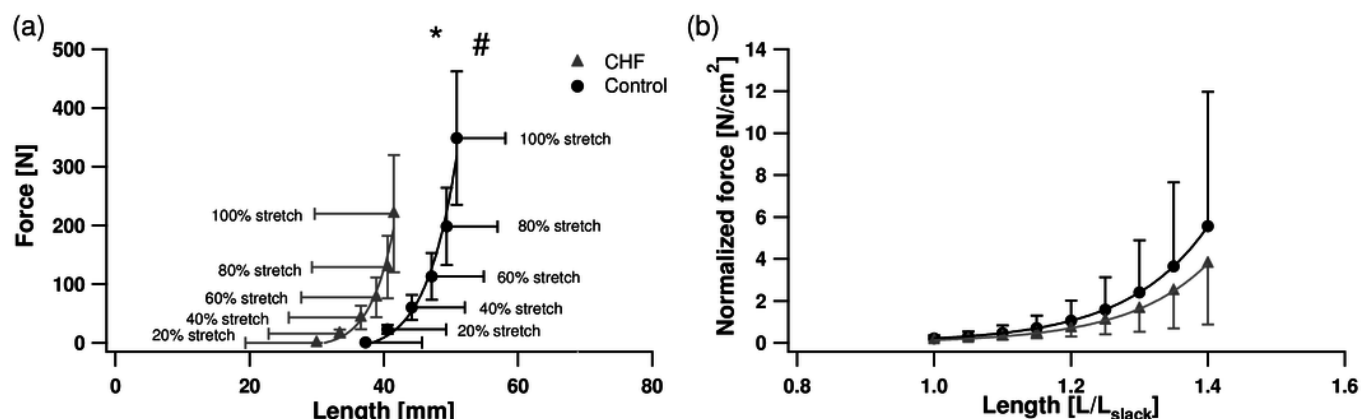 (a)
500
400
300
200
100
0
Force [N]
* #
CHF
Control
100% stretch
80% stretch
60% stretch
40% stretch
20% stretch
100% stretch
80% stretch
60% stretch
40% stretch
20% stretch
0 20 40 60 80
Length [mm]
(b)
14
12
10
8
6
4
2
0
Normalized force [N/cm²]
0.8 1.0 1.2 1.4 1.6
Length [L/Lslack]